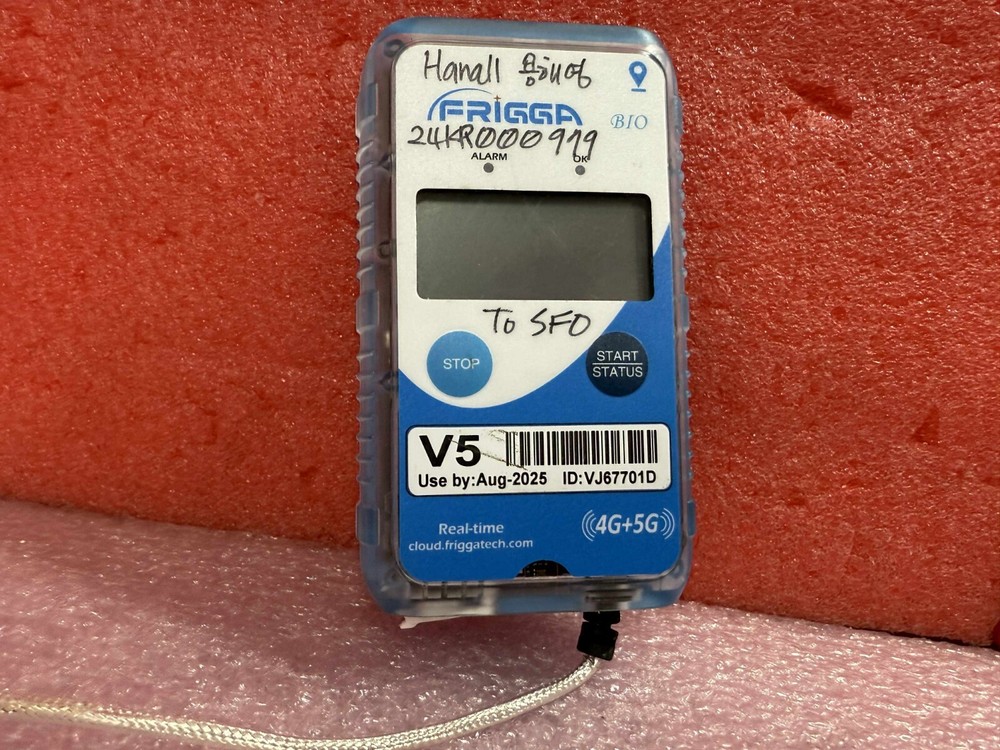 Hanall 용해액
FRIGGA
BIO
24KR000979
ALARM
OK
To SFO
STOP
START
STATUS
V5
Use by:Aug-2025 ID:VJ67701D
Real-time
cloud.friggatech.com
4G+5G